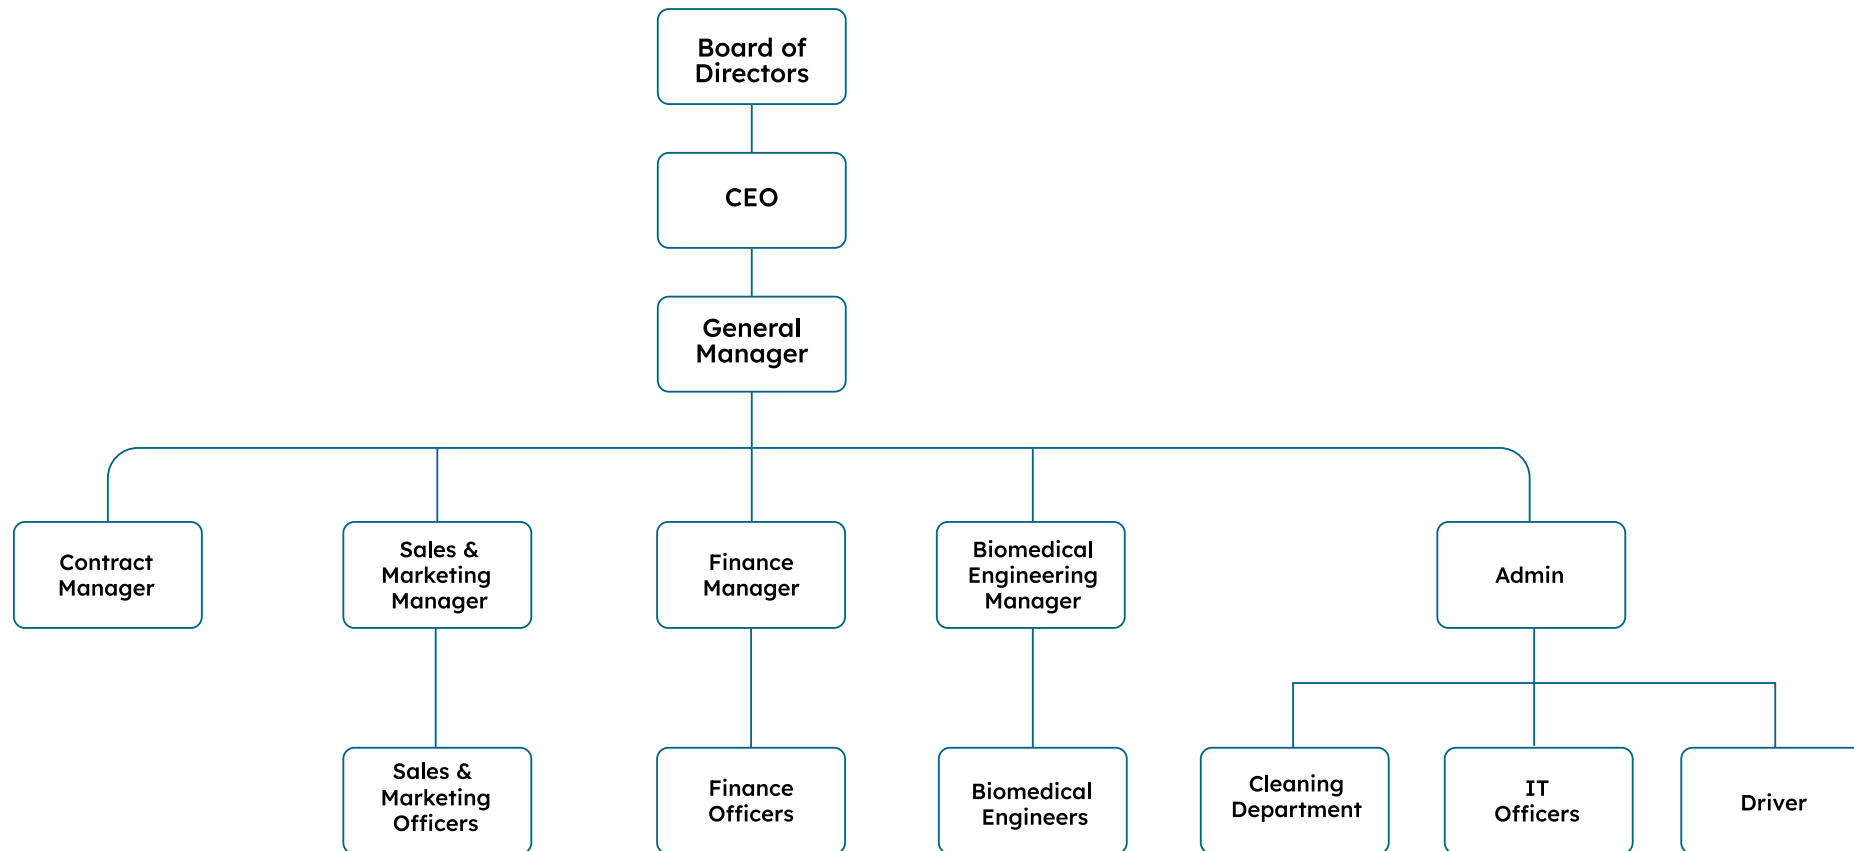 Board of
Directors
CEO
General
Manager
Contract
Manager
Sales &
Marketing
Manager
Finance
Manager
Biomedical
Engineering
Manager
Admin
Sales &
Marketing
Officers
Finance
Officers
Biomedical
Engineers
Cleaning
Department
IT
Officers
Driver